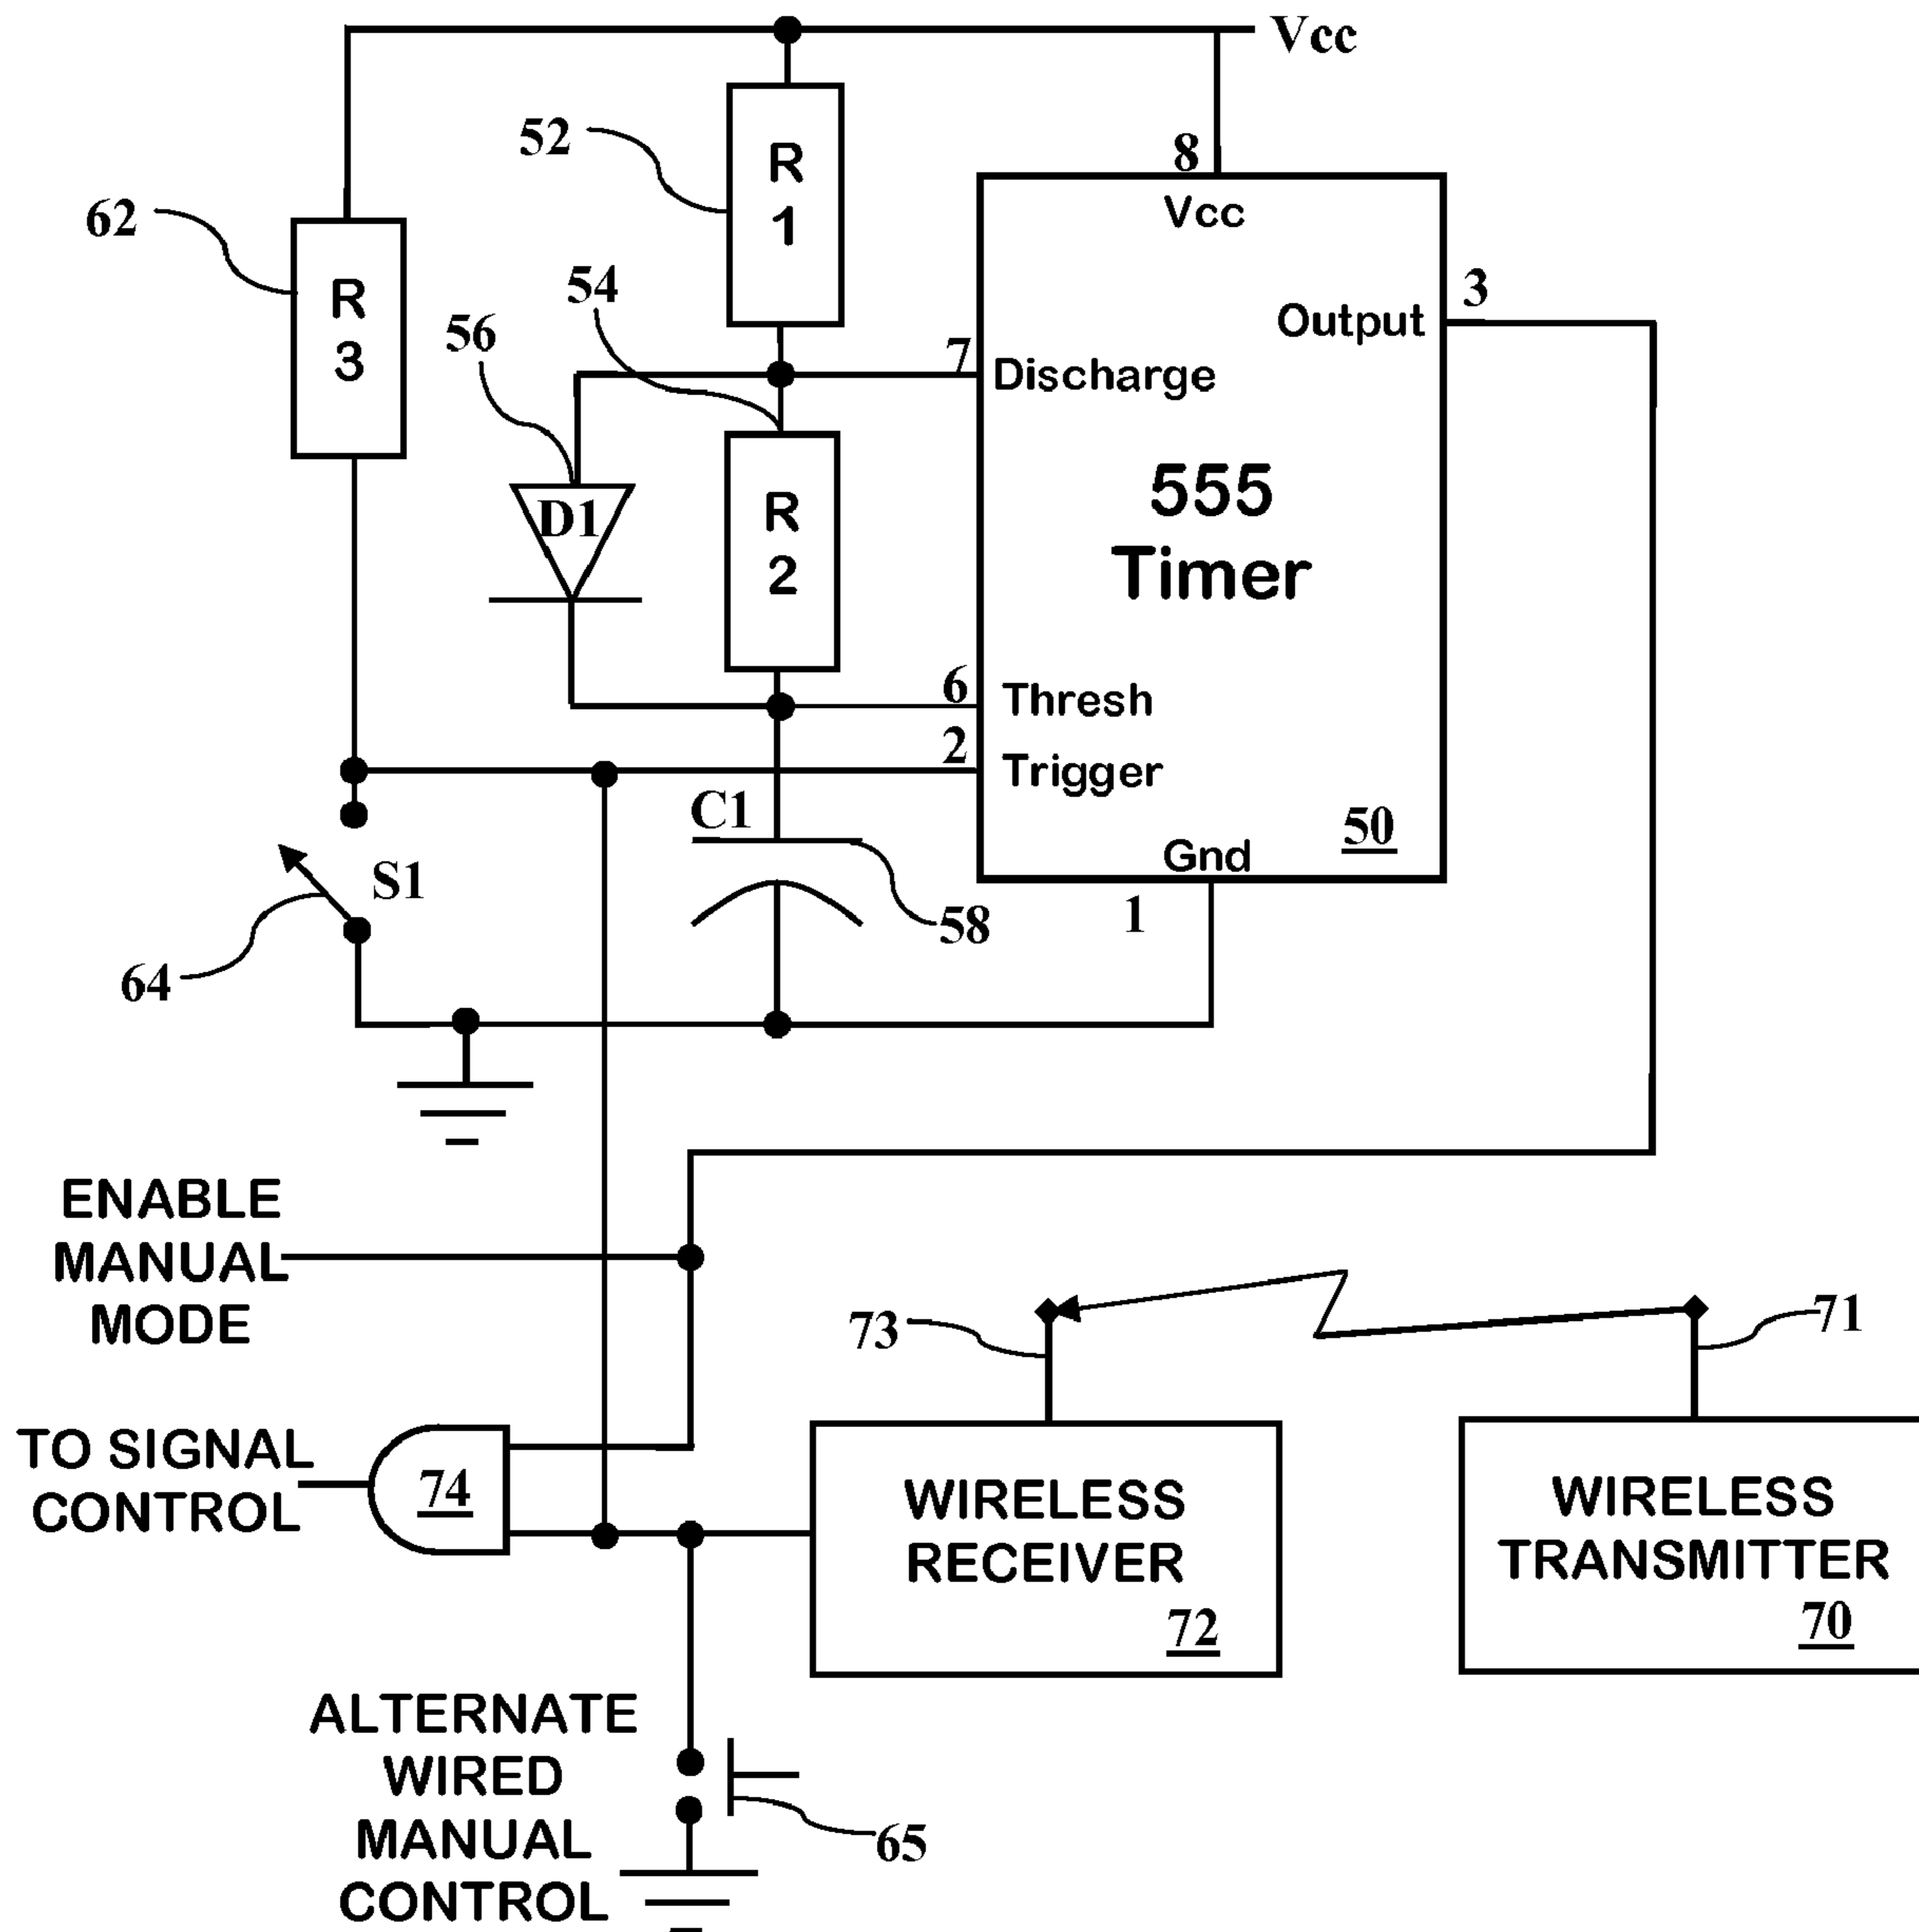 Vcc
52
R
1
8
Vcc
62
R
3
54
56
7
Discharge
3
Output
D1
R
2
555
Timer
6
Thresh
2
Trigger
C1
50
Gnd
S1
1
58
64
ENABLE
MANUAL
MODE
73
71
TO SIGNAL
CONTROL
74
WIRELESS
RECEIVER
72
WIRELESS
TRANSMITTER
70
ALTERNATE
WIRED
MANUAL
CONTROL
65